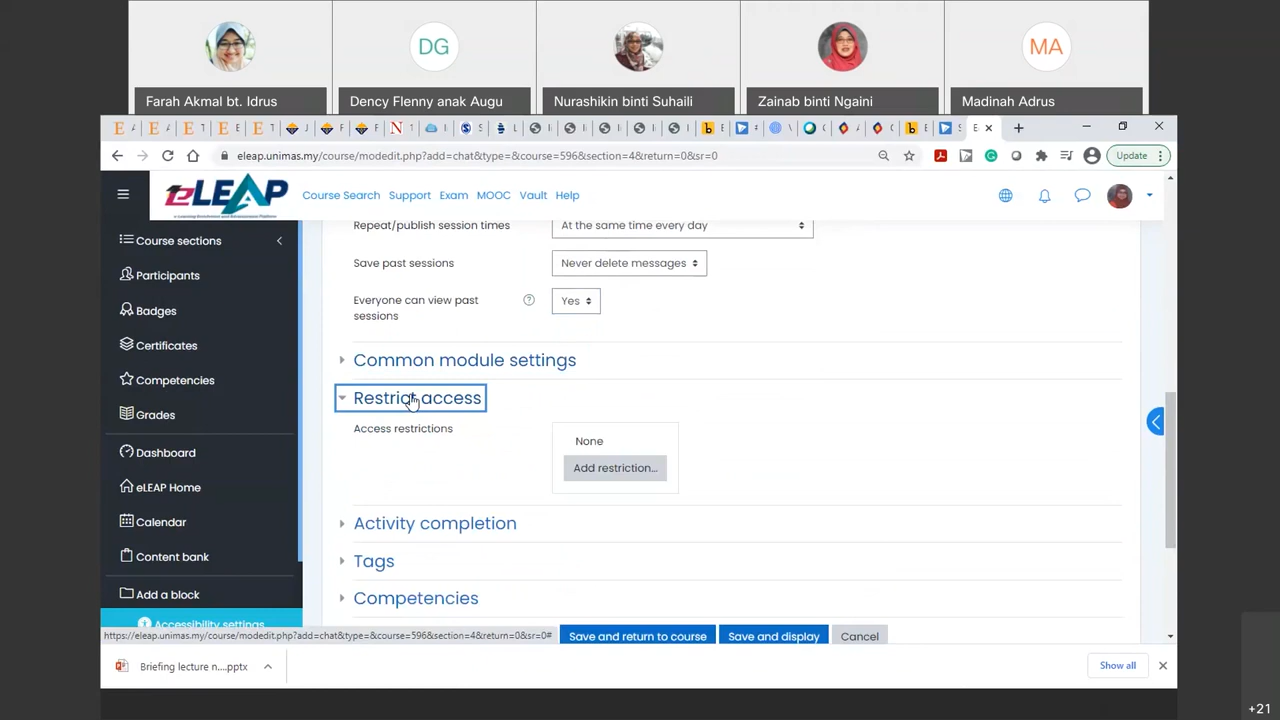 DG
MA
Farah Akmal bt. Idrus
Dency Flenny anak Augu
Nurashikin binti Suhaili
Zainab binti Ngaini
Madinah Adrus
eleap.unimas.my/course/modedit.php?add=chat&type=&course=596&section=4&return=0&sr=0
Update
eLEAP
Course Search
Support
Exam
MOOC
Vault
Help
Course sections
Participants
Badges
Certificates
Competencies
Grades
Dashboard
eLEAP Home
Calendar
Content bank
Add a block
Accessibility settings
Repeat/publish session times
At the same time every day
Save past sessions
Never delete messages
Everyone can view past
sessions
Yes
Common module settings
Restrict access
Access restrictions
None
Add restriction...
Activity completion
Tags
Competencies
https://eleap.unimas.my/course/modedit.php?add=chat&type=&course=596&section=4&return=0&sr=0#
Save and return to course
Save and display
Cancel
Briefing lecture n....pptx
Show all
+21